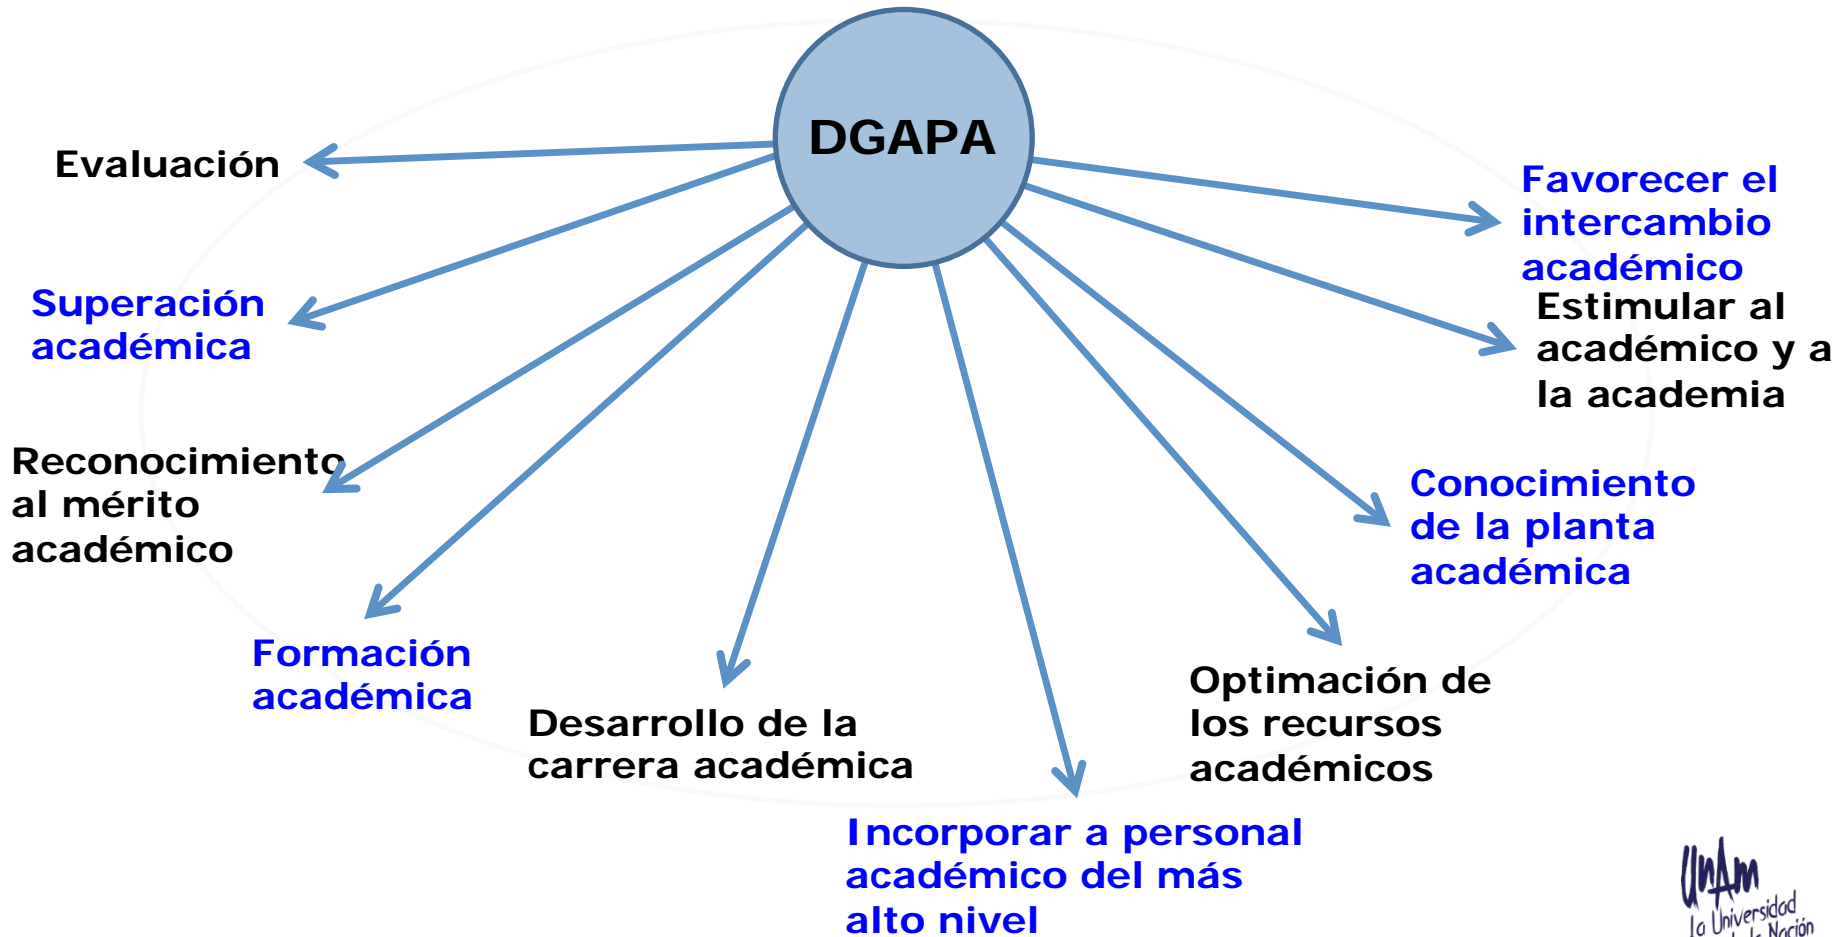 DGAPA
Evaluación
Superación
académica
Reconocimiento
al mérito
académico
Formación
académica
Desarrollo de la
carrera académica
Incorporar a personal
académico del más
alto nivel
Optimación de
los recursos
académicos
Conocimiento
de la planta
académica
Estimular al
académico y a
la academia
Favorecer el
intercambio
académico
UnAm
la Universidad
la Nación